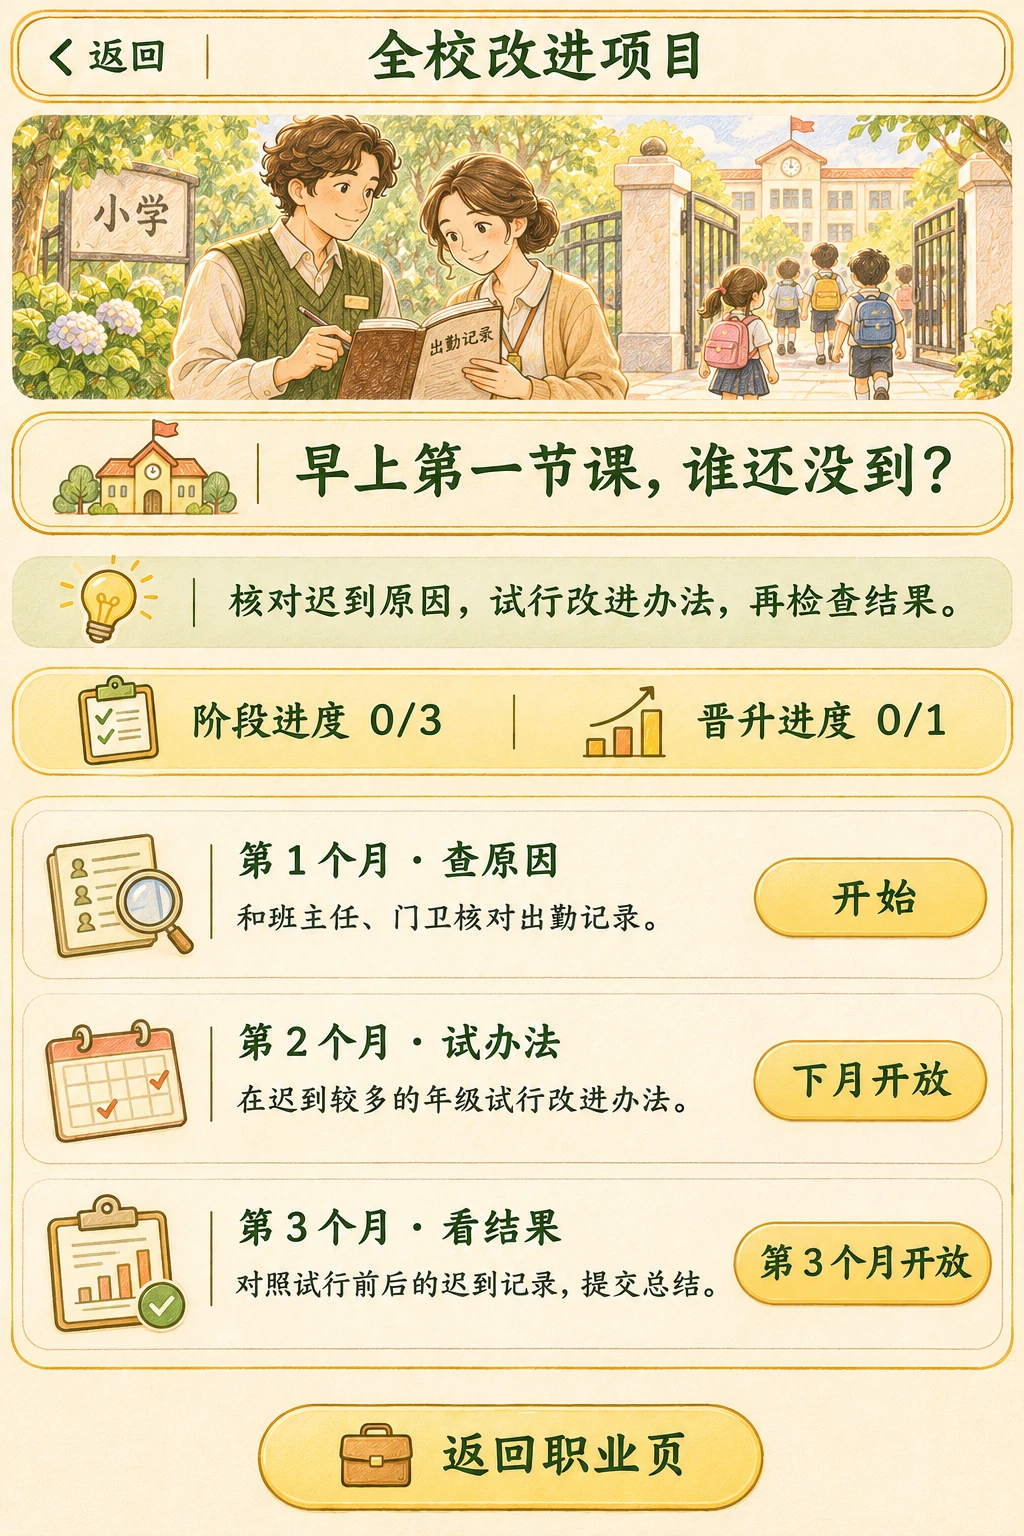 返回
全校改进项目
小学
出勤记录
早上第一节课，谁还没到？
核对迟到原因，试行改进办法，再检查结果。
阶段进度 0/3
晋升进度 0/1
第1个月·查原因
和班主任、门卫核对出勤记录。
开始
第2个月·试办法
在迟到较多的年级试行改进办法。
下月开放
第3个月·看结果
对照试行前后的迟到记录，提交总结。
第3个月开放
返回职业页